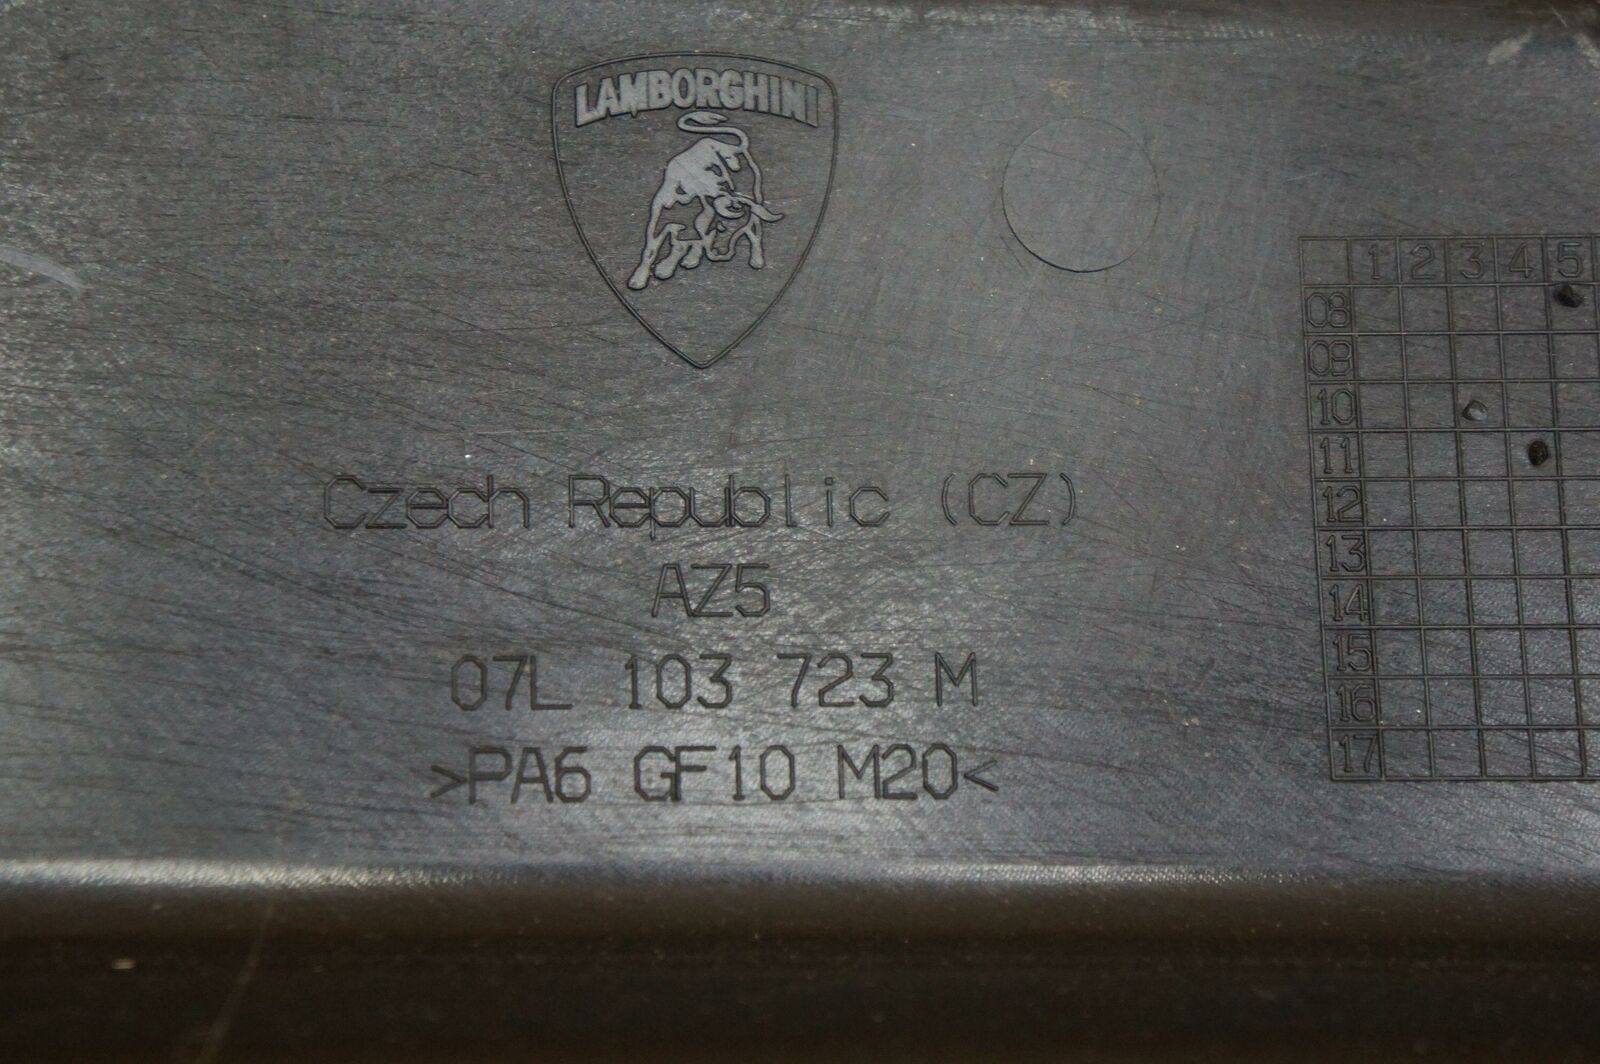 LAMBORGHINI
Czech Republic (CZ)
AZ5
07L 103 723 M
>PA6 GF10 M20<
1 2 3 4 5
08
09
10
11
12
13
14
15
16
17